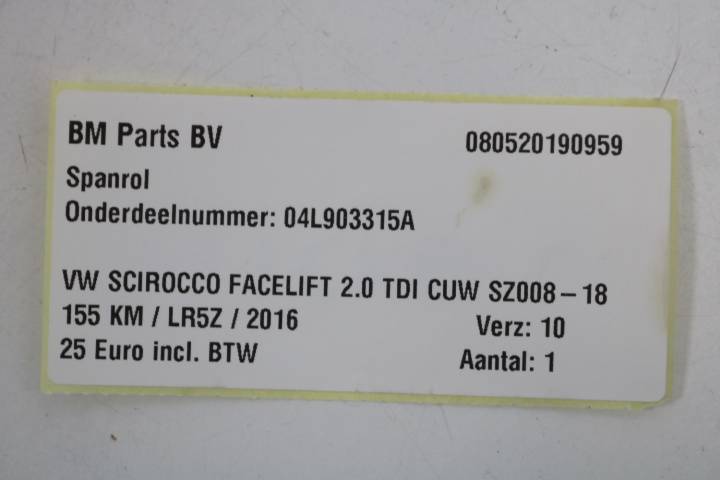 BM Parts BV 080520190959
Spanrol
Onderdeelnummer: 04L903315A
VW SCIROCCO FACELIFT 2.0 TDI CUW SZ008-18
155 KM / LR5Z / 2016 Verz: 10
25 Euro incl. BTW Aantal: 1